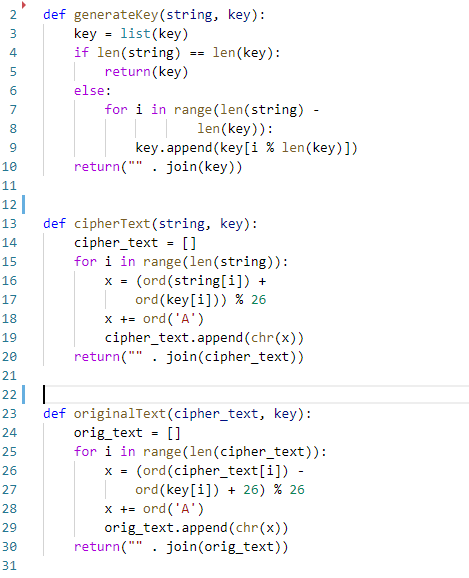 2 def generateKey(string, key):
3     key = list(key)
4     if len(string) == len(key):
5         return(key)
6     else:
7         for i in range(len(string) -
8                     len(key)):
9             key.append(key[i % len(key)])
10     return("" . join(key))
11
12
13 def cipherText(string, key):
14     cipher_text = []
15     for i in range(len(string)):
16         x = (ord(string[i]) +
17             ord(key[i])) % 26
18         x += ord('A')
19         cipher_text.append(chr(x))
20     return("" . join(cipher_text))
21
22
23 def originalText(cipher_text, key):
24     orig_text = []
25     for i in range(len(cipher_text)):
26         x = (ord(cipher_text[i]) -
27             ord(key[i]) + 26) % 26
28         x += ord('A')
29         orig_text.append(chr(x))
30     return("" . join(orig_text))
31